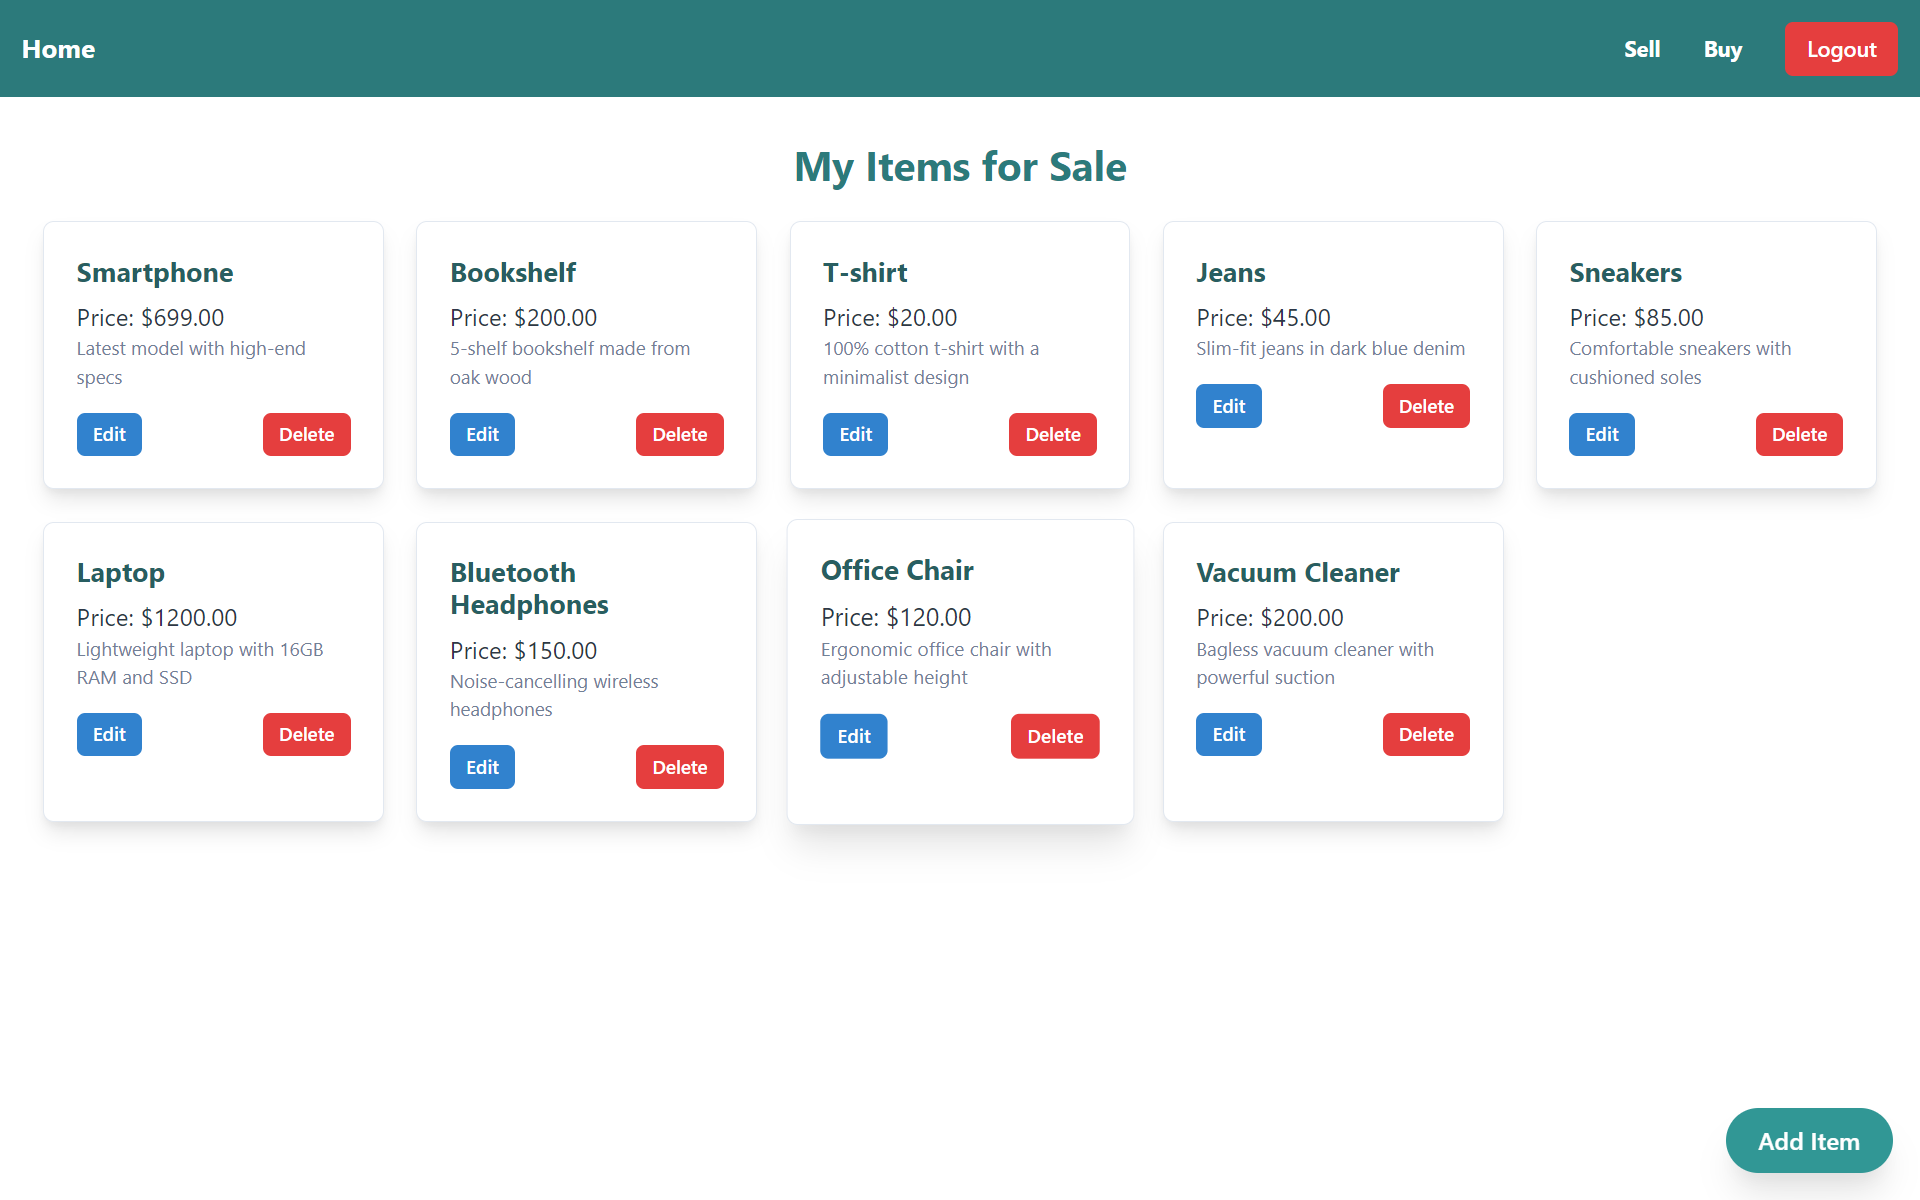 Home
Sell
Buy
Logout
My Items for Sale
Smartphone
Price: $699.00
Latest model with high-end
specs
Edit
Delete
Bookshelf
Price: $200.00
5-shelf bookshelf made from
oak wood
Edit
Delete
T-shirt
Price: $20.00
100% cotton t-shirt with a
minimalist design
Edit
Delete
Jeans
Price: $45.00
Slim-fit jeans in dark blue denim
Edit
Delete
Sneakers
Price: $85.00
Comfortable sneakers with
cushioned soles
Edit
Delete
Laptop
Price: $1200.00
Lightweight laptop with 16GB
RAM and SSD
Edit
Delete
Bluetooth
Headphones
Price: $150.00
Noise-cancelling wireless
headphones
Edit
Delete
Office Chair
Price: $120.00
Ergonomic office chair with
adjustable height
Edit
Delete
Vacuum Cleaner
Price: $200.00
Bagless vacuum cleaner with
powerful suction
Edit
Delete
Add Item